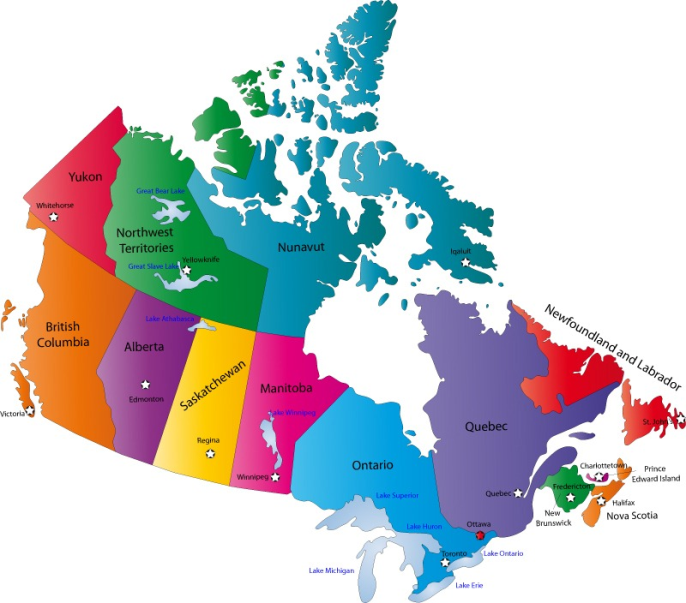 Yukon
Whitehorse
Great Bear Lake
Northwest
Territories
Great Slave Lake
Yellowknife
Nunavut
Iqaluit
British
Columbia
Victoria
Lake Athabasca
Alberta
Edmonton
Saskatchewan
Regina
Manitoba
Lake Winnipeg
Winnipeg
Ontario
Lake Superior
Lake Huron
Lake Michigan
Toronto
Ottawa
Lake Ontario
Lake Erie
Quebec
Quebec
Newfoundland and Labrador
St. John's
Charlottetown
Prince
Edward Island
Fredericton
New
Brunswick
Halifax
Nova Scotia